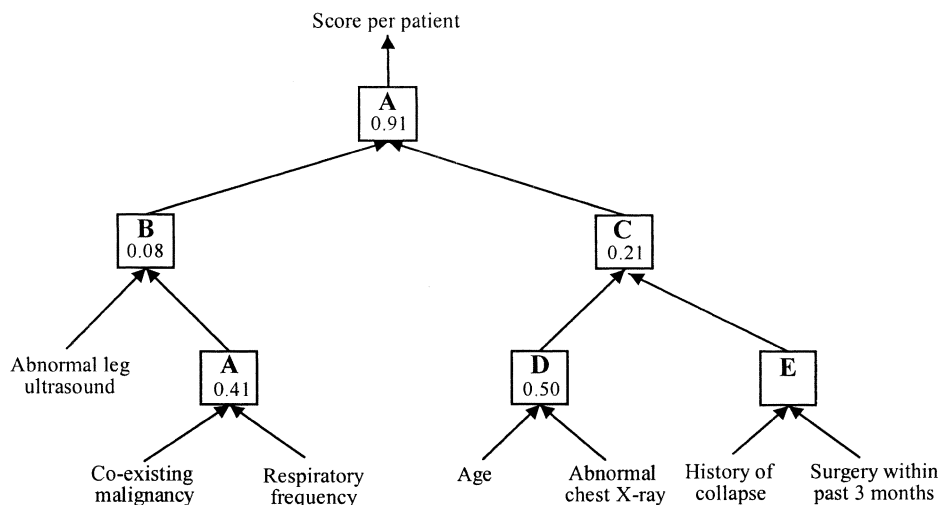 Score per patient
A
0.91
B
0.08
C
0.21
Abnormal leg
ultrasound
A
0.41
D
0.50
E
Co-existing
malignancy
Respiratory
frequency
Age
Abnormal
chest X-ray
History of
collapse
Surgery within
past 3 months